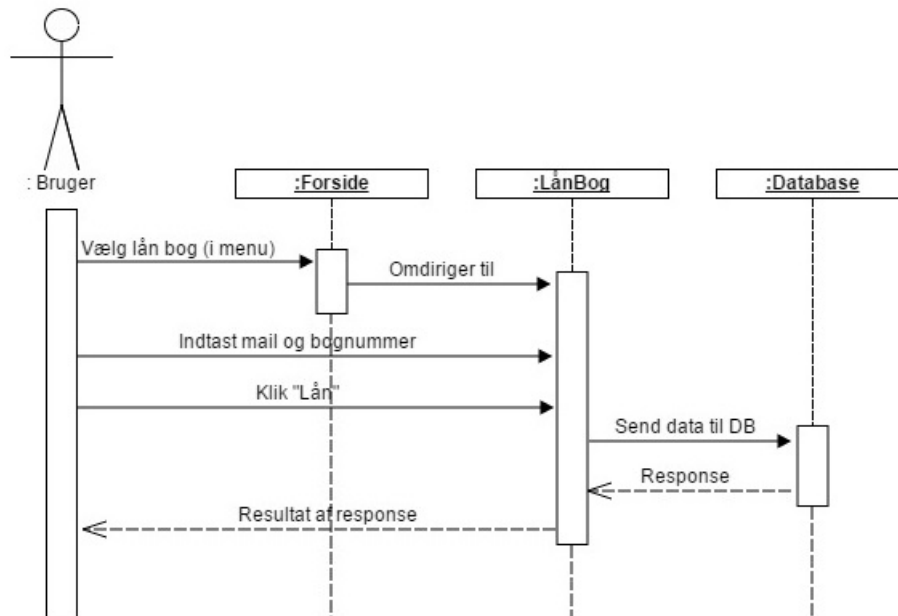 : Bruger
:Forside
:LånBog
:Database
Vælg lån bog (i menu)
Omdiriger til
Indtast mail og bognummer
Klik "Lån"
Send data til DB
Response
Resultat af response